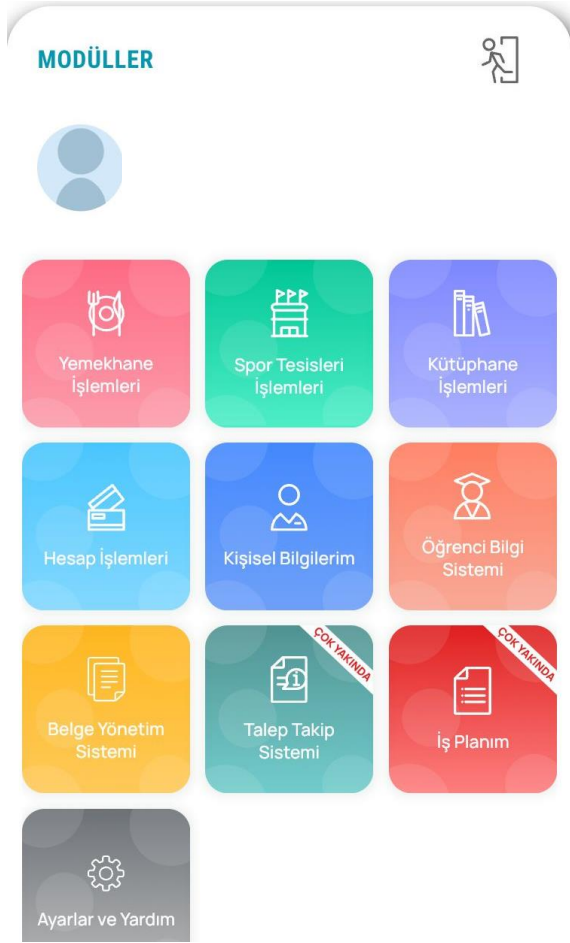 MODÜLLER
Yemekhane
İşlemleri
Spor Tesisleri
İşlemleri
Kütüphane
İşlemleri
Hesap İşlemleri
Kişisel Bilgilerim
Öğrenci Bilgi
Sistemi
Belge Yönetim
Sistemi
ÇOK YAKINDA
1
Talep Takip
Sistemi
ÇOK YAKINDA
İş Planım
Ayarlar ve Yardım